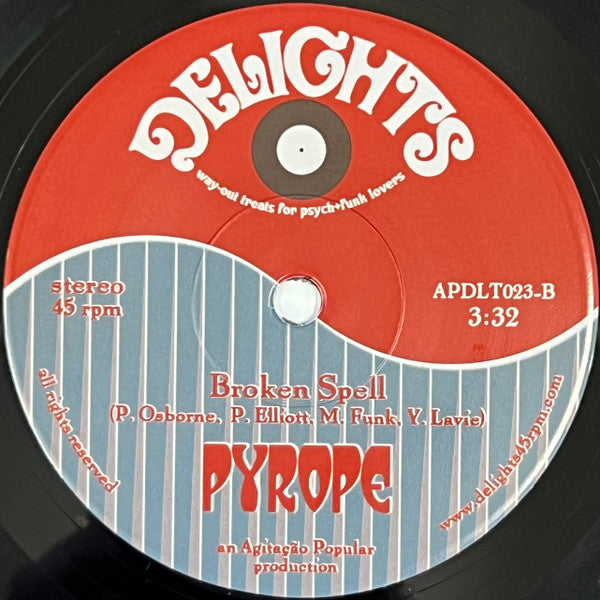 DELIGHTS
way-out treats for psych+funk lovers
stereo
45 rpm
APDLT023-B
3:32
Broken Spell
(P. Osborne, P. Elliott, M. Funk, Y. Lavie)
PYROPE
all rights reserved
www.delights45rpm.com
an Agitação Popular
production